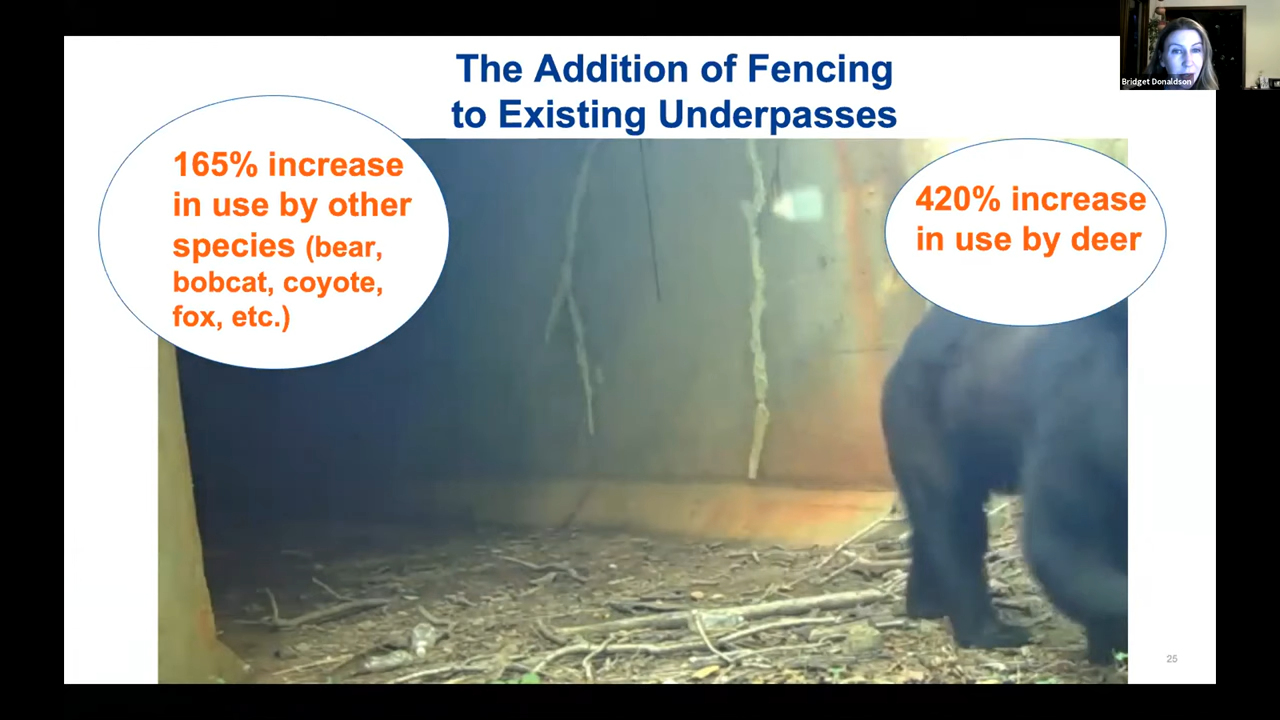 The Addition of Fencing
to Existing Underpasses
Bridget Donaldson
165% increase
in use by other
species (bear,
bobcat, coyote,
fox, etc.)
420% increase
in use by deer
25